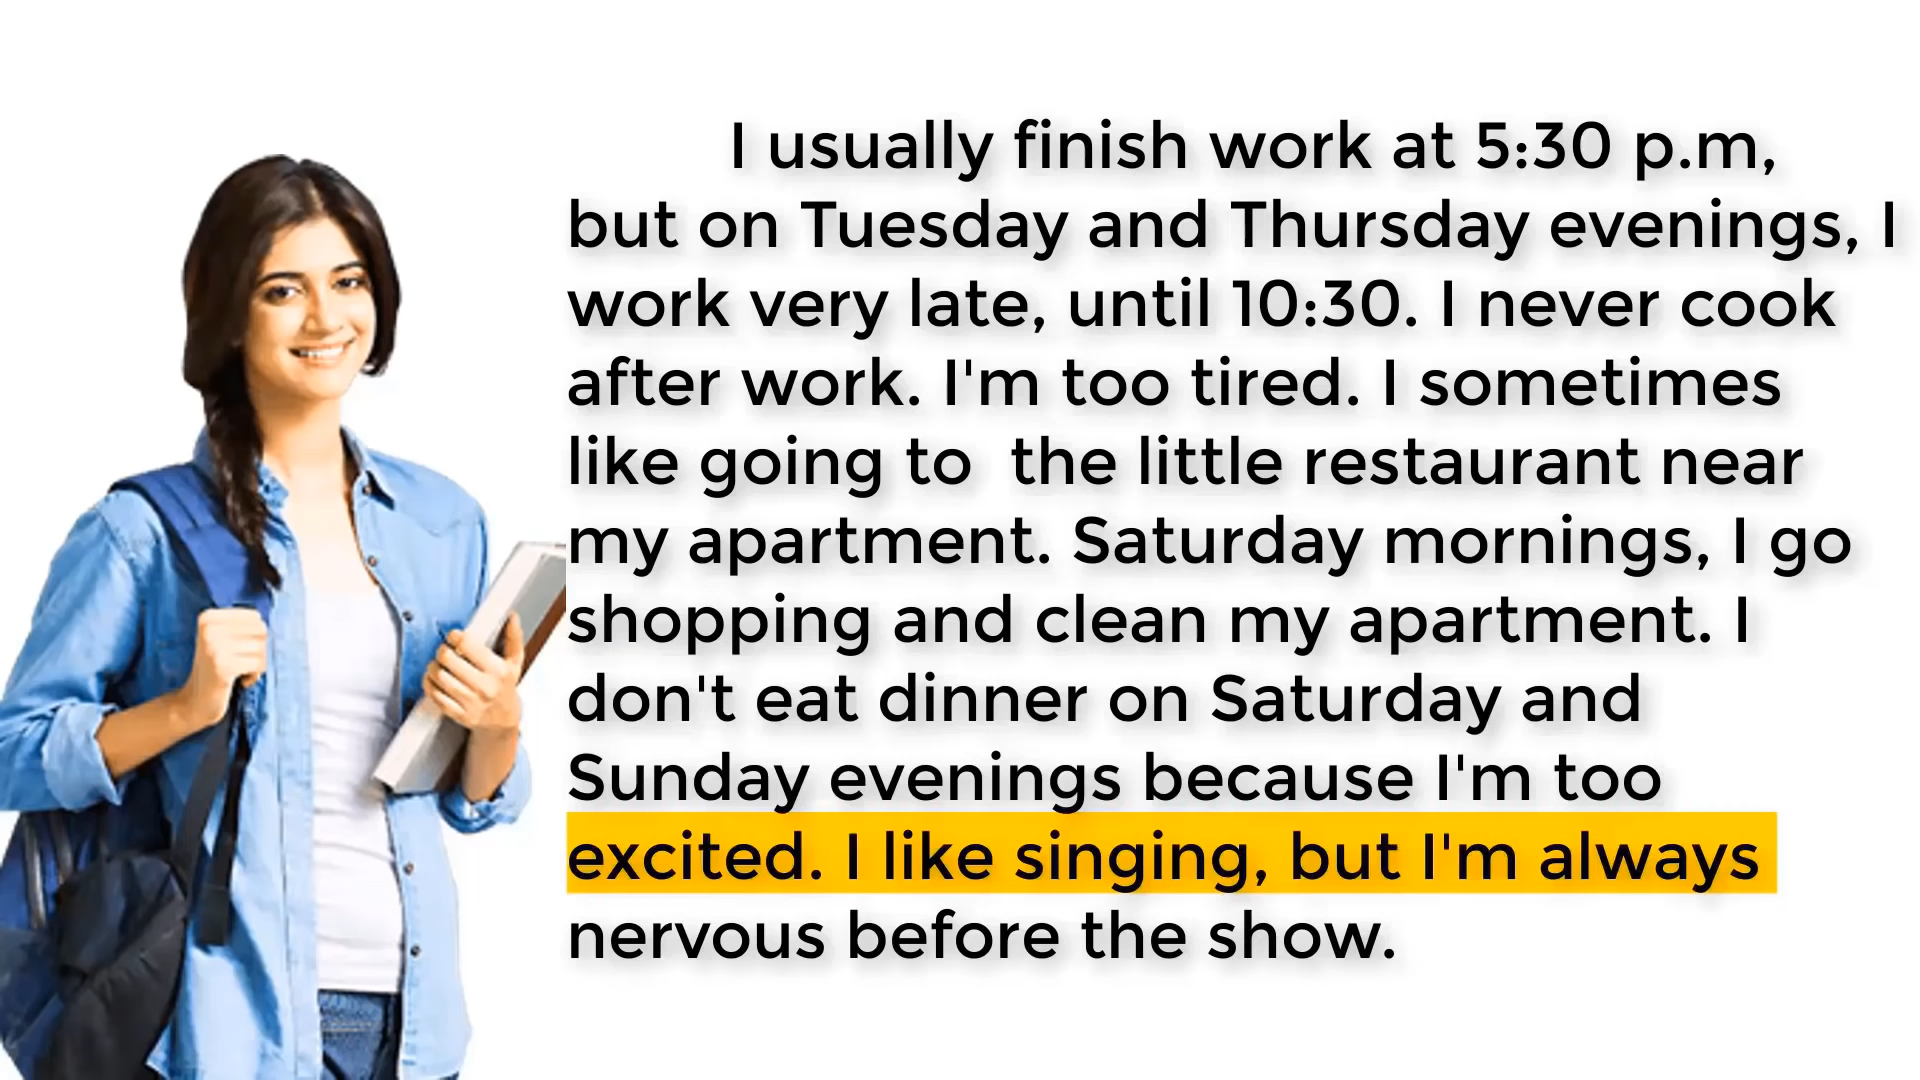 I usually finish work at 5:30 p.m,
but on Tuesday and Thursday evenings, I
work very late, until 10:30. I never cook
after work. I'm too tired. I sometimes
like going to  the little restaurant near
my apartment. Saturday mornings, I go
shopping and clean my apartment. I
don't eat dinner on Saturday and
Sunday evenings because I'm too
excited. I like singing, but I'm always
nervous before the show.